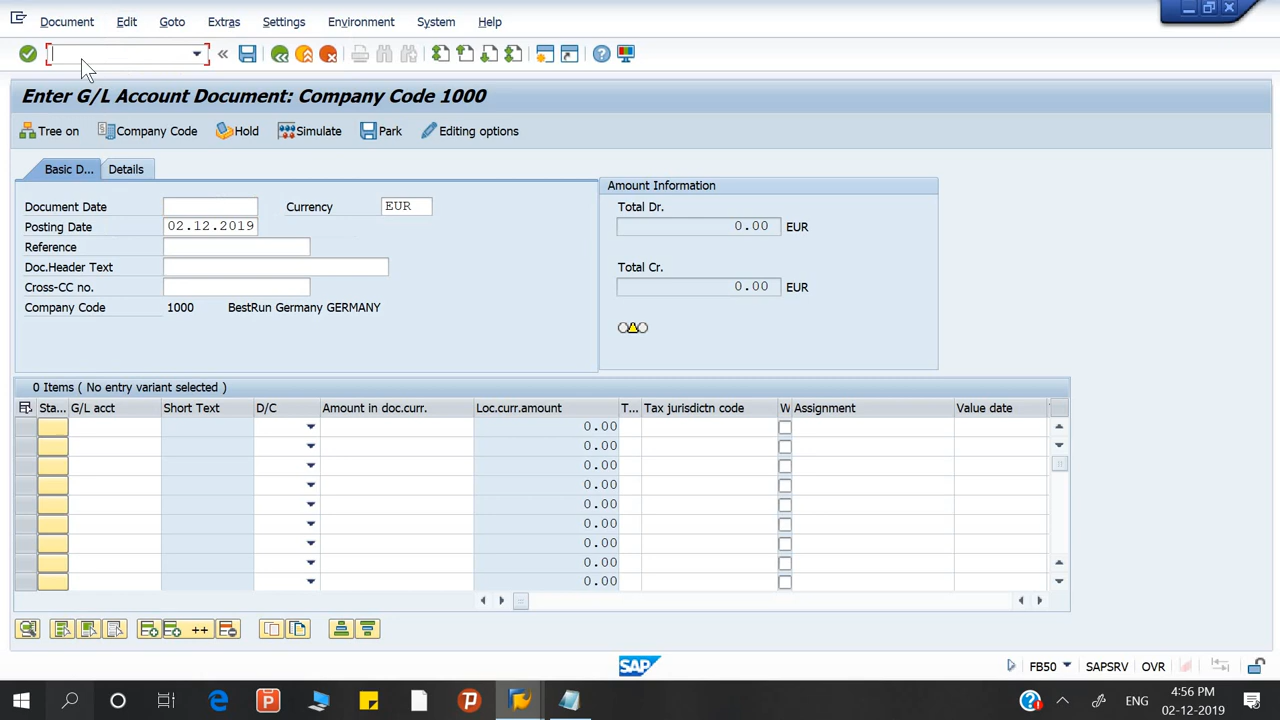 Document Edit Goto Extras Settings Environment System Help
Enter G/L Account Document: Company Code 1000
Tree on Company Code Hold Simulate Park Editing options
Basic D... Details
Amount Information
Document Date Currency EUR
Total Dr.
Posting Date 02.12.2019
0.00 EUR
Reference
Doc.Header Text
Total Cr.
Cross-CC no.
0.00 EUR
Company Code 1000 BestRun Germany GERMANY
0 Items ( No entry variant selected )
Sta... G/L acct Short Text D/C Amount in doc.curr. Loc.curr.amount T... Tax jurisdictn code W Assignment Value date
0.00
0.00
0.00
0.00
0.00
0.00
0.00
0.00
0.00
++
SAP
FB50 SAPSRV OVR
4:56 PM
ENG
02-12-2019